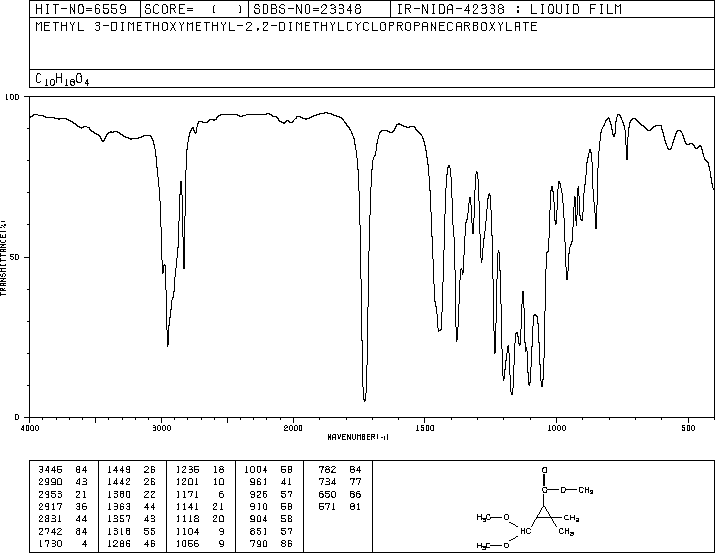 HIT-NO=6559 SCORE= ( ) SDBS-NO=23348 IR-NIDA-42338 : LIQUID FILM
METHYL 3-DIMETHOXYMETHYL-2,2-DIMETHYLCYCLOPROPANECARBOXYLATE
C10H18O4
100
TRANSMITTANCE(%)
50
0
4000 3000 2000 1500 1000 500
WAVENUMBER(-1)
3446 84 1449 26 1236 18 1004 58 782 84
2990 43 1442 26 1201 10 961 41 734 77
2953 21 1380 22 1171 6 926 57 650 86
2917 36 1363 44 1141 21 910 58 571 81
2831 44 1357 43 1118 20 904 58
2742 84 1318 55 1104 9 851 57
1730 4 1286 46 1056 9 790 86
O
C—O—CH3
H3C—O CH3
HC CH3
H3C—O